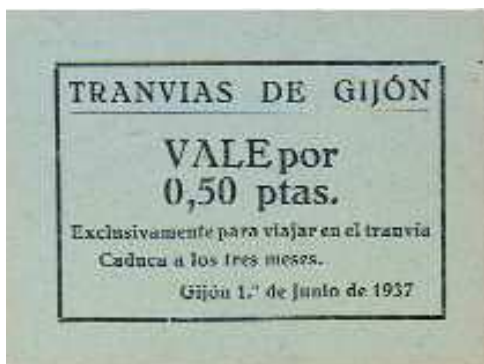 TRANVIAS DE GIJÓN
VALE por
0,50 ptas.
Exclusivamente para viajar en el tranvía
Caduca a los tres meses.
Gijón 1.º de Junio de 1937